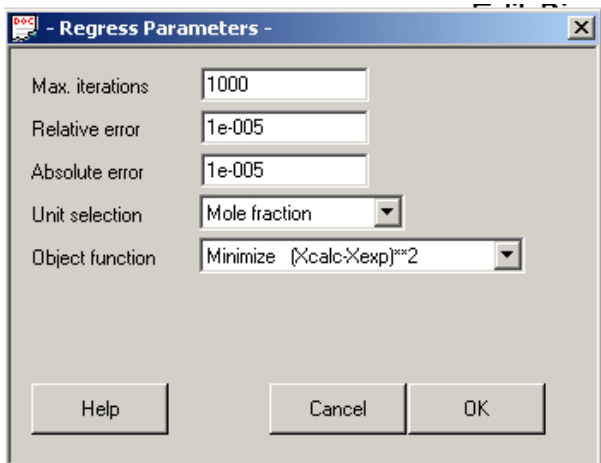 - Regress Parameters -
Max. iterations 1000
Relative error 1e-005
Absolute error 1e-005
Unit selection Mole fraction
Object function Minimize (Xcalc-Xexp)**2
Help Cancel OK